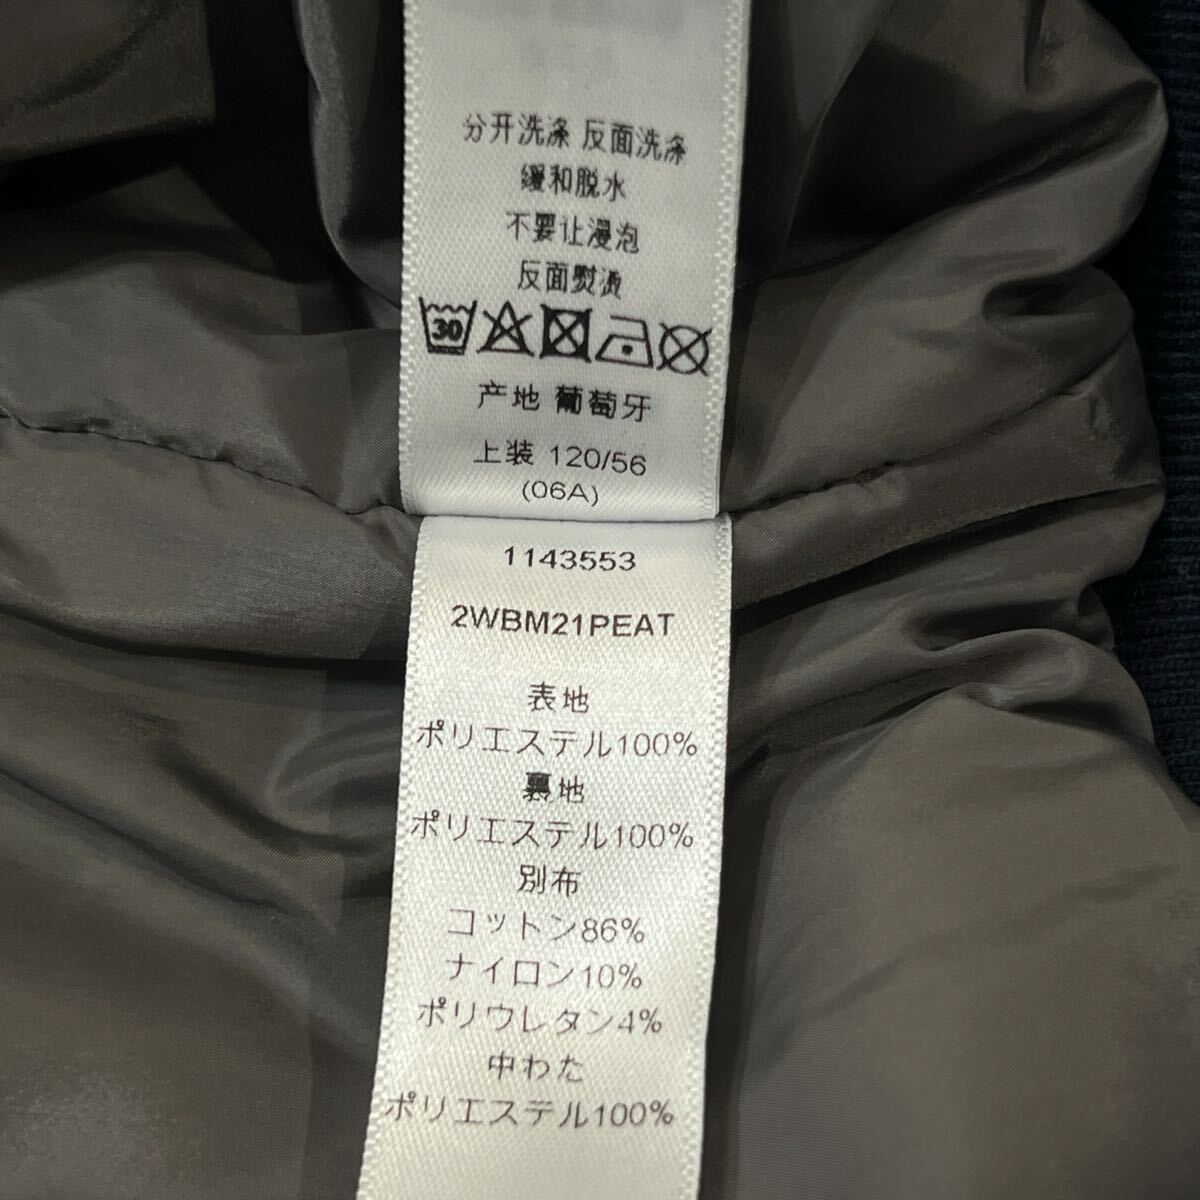 分开洗涤 反面洗涤
缓和脱水
不要让浸泡
反面熨烫
30
产地 葡萄牙
上装 120/56
(06A)
1143553
2WBM21PEAT
表地
ポリエステル100%
裏地
ポリエステル100%
別布
コットン86%
ナイロン10%
ポリウレタン4%
中わた
ポリエステル100%